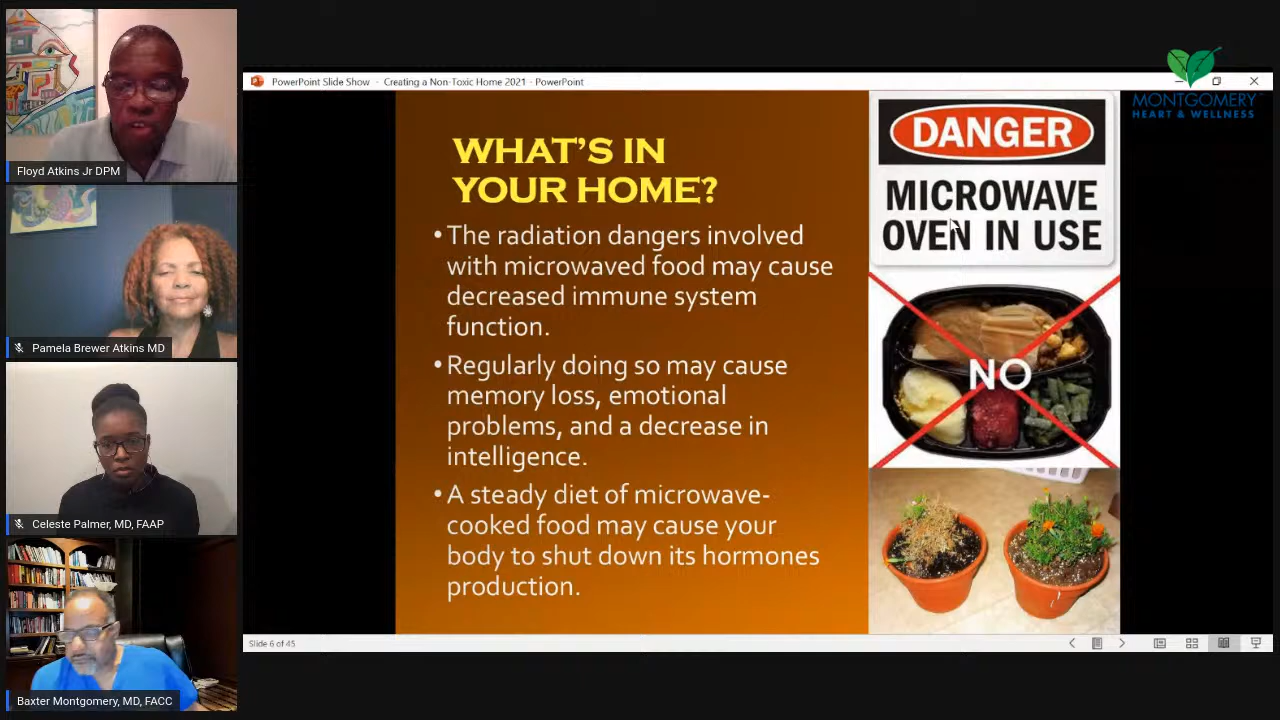 Floyd Atkins Jr DPM
Pamela Brewer Atkins MD
Celeste Palmer, MD, FAAP
Baxter Montgomery, MD, FACC
PowerPoint Slide Show - Creating a Non-Toxic Home 2021 - PowerPoint
MONTGOMERY
HEART & WELLNESS
WHAT'S IN
YOUR HOME?
•The radiation dangers involved
with microwaved food may cause
decreased immune system
function.
•Regularly doing so may cause
memory loss, emotional
problems, and a decrease in
intelligence.
•A steady diet of microwave-
cooked food may cause your
body to shut down its hormones
production.
DANGER
MICROWAVE
OVEN IN USE
NO
Slide 6 of 45